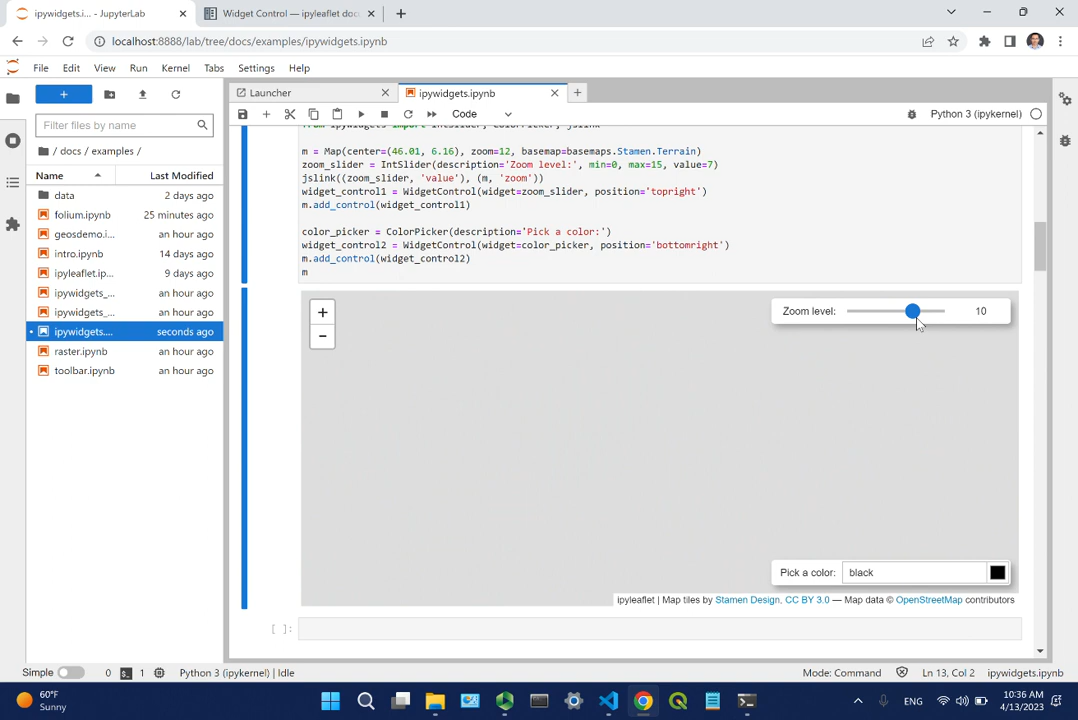 ipywidgets.i... - JupyterLab
Widget Control — ipyleaflet doc
localhost:8888/lab/tree/docs/examples/ipywidgets.ipynb
File Edit View Run Kernel Tabs Settings Help
Launcher
ipywidgets.ipynb
Code
Python 3 (ipykernel)
Filter files by name
/ docs / examples /
Name Last Modified
data 2 days ago
folium.ipynb 25 minutes ago
geosdemo.i... an hour ago
intro.ipynb 14 days ago
ipyleaflet.ip... 9 days ago
ipywidgets_... an hour ago
ipywidgets_... an hour ago
ipywidgets.... seconds ago
raster.ipynb an hour ago
toolbar.ipynb an hour ago
from ipywidgets import IntSlider, ColorPicker, jslink
m = Map(center=(46.01, 6.16), zoom=12, basemap=basemaps.Stamen.Terrain)
zoom_slider = IntSlider(description='Zoom level:', min=0, max=15, value=7)
jslink((zoom_slider, 'value'), (m, 'zoom'))
widget_control1 = WidgetControl(widget=zoom_slider, position='topright')
m.add_control(widget_control1)
color_picker = ColorPicker(description='Pick a color:')
widget_control2 = WidgetControl(widget=color_picker, position='bottomright')
m.add_control(widget_control2)
m
+
−
Zoom level: 10
Pick a color: black
ipyleaflet | Map tiles by Stamen Design, CC BY 3.0 — Map data © OpenStreetMap contributors
[ ]:
Simple 0 1 Python 3 (ipykernel) | Idle
Mode: Command Ln 13, Col 2 ipywidgets.ipynb
60°F
Sunny
ENG
10:36 AM
4/13/2023